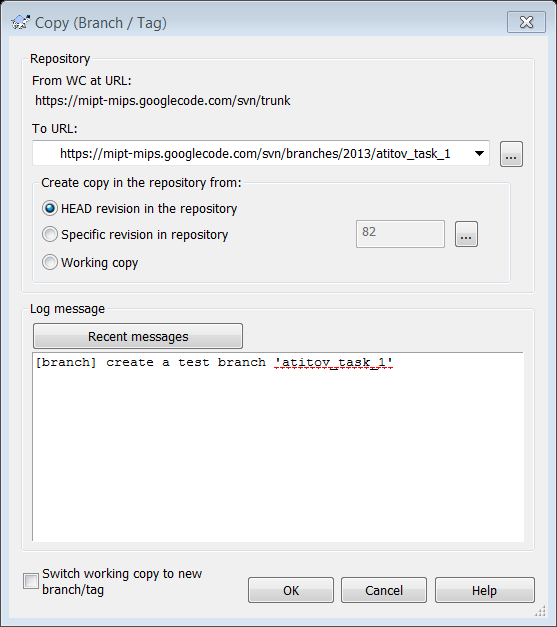 Copy (Branch / Tag)
Repository
From WC at URL:
https://mipt-mips.googlecode.com/svn/trunk
To URL:
https://mipt-mips.googlecode.com/svn/branches/2013/atitov_task_1
...
Create copy in the repository from:
HEAD revision in the repository
Specific revision in repository
82
...
Working copy
Log message
Recent messages
[branch] create a test branch 'atitov_task_1'
Switch working copy to new
branch/tag
OK
Cancel
Help